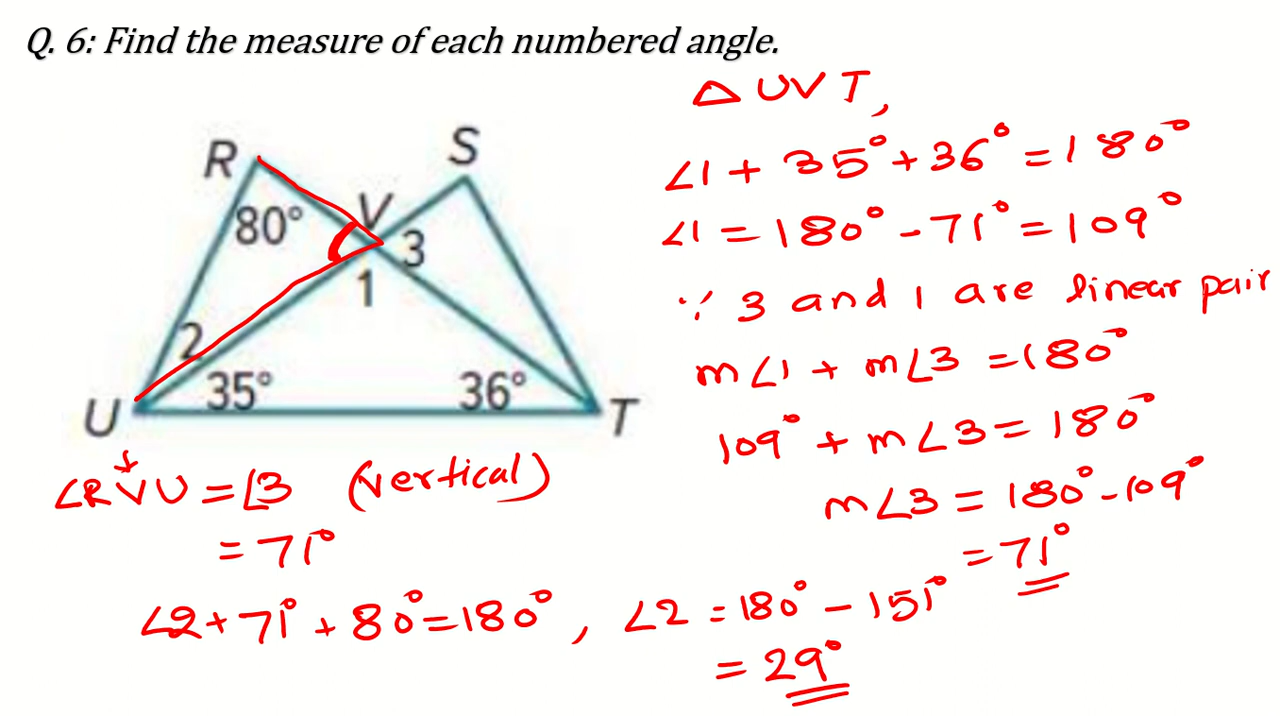 Q. 6: Find the measure of each numbered angle.
△ UVT,
∠1 + 35° + 36° = 180°
∠1 = 180° - 71° = 109°
∵ 3 and 1 are linear pair
m∠1 + m∠3 = 180°
109° + m∠3 = 180°
m∠3 = 180° - 109°
= 71°
R
S
V
80°
3
1
2
35°
36°
U
T
∠RVU = ∠3 (vertical)
= 71°
∠2 + 71° + 80° = 180°, ∠2 = 180° - 151°
= 29°